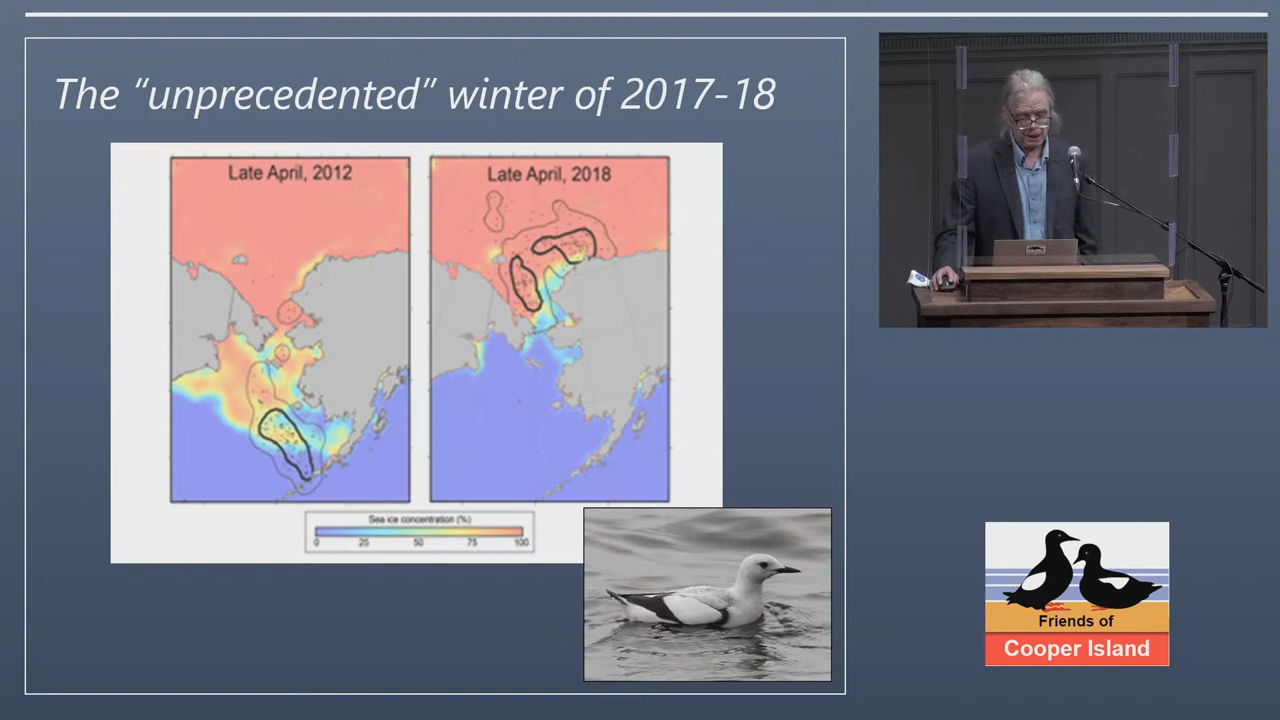 The “unprecedented” winter of 2017-18
Late April, 2012
Late April, 2018
Sea ice concentration (%)
0 25 50 75 100
Friends of
Cooper Island